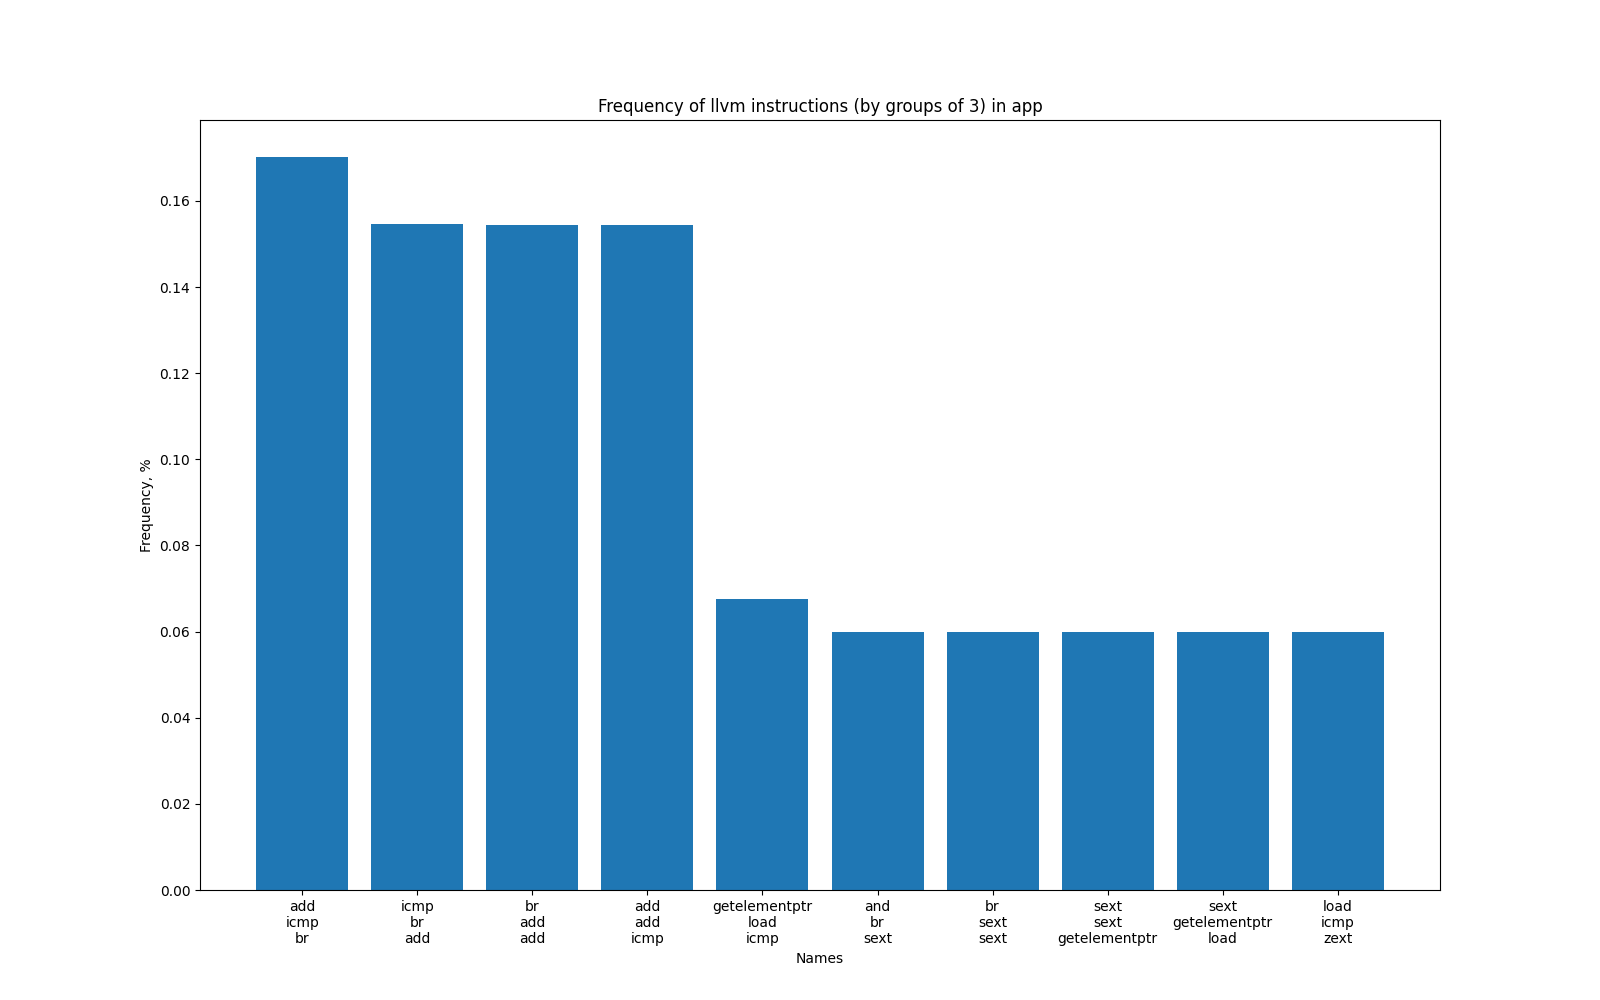 Frequency of llvm instructions (by groups of 3) in app
Frequency, %
0.16
0.14
0.12
0.10
0.08
0.06
0.04
0.02
0.00
add
icmp
br
icmp
br
add
br
add
add
add
add
icmp
getelementptr
load
icmp
and
br
sext
br
sext
sext
sext
sext
getelementptr
sext
getelementptr
load
load
icmp
zext
Names